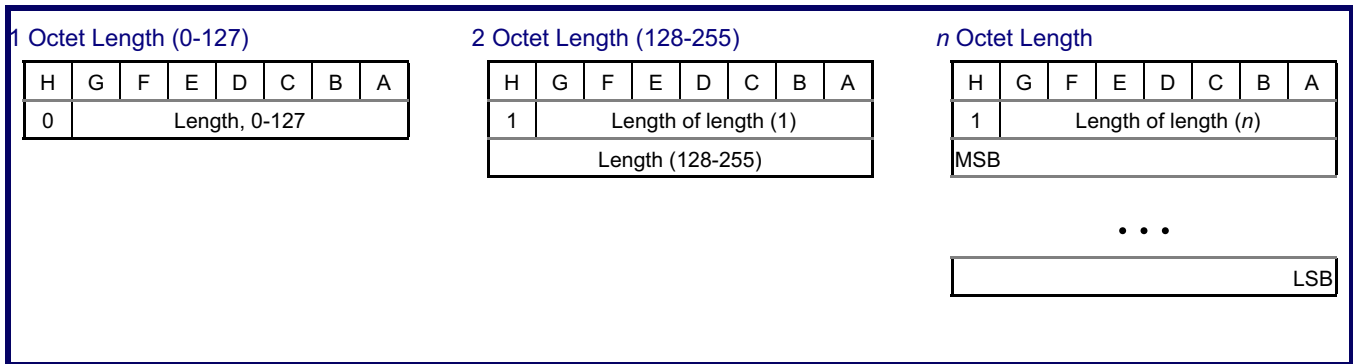 1 Octet Length (0-127)
H G F E D C B A
0 Length, 0-127
2 Octet Length (128-255)
H G F E D C B A
1 Length of length (1)
Length (128-255)
n Octet Length
H G F E D C B A
1 Length of length (n)
MSB
• • •
LSB